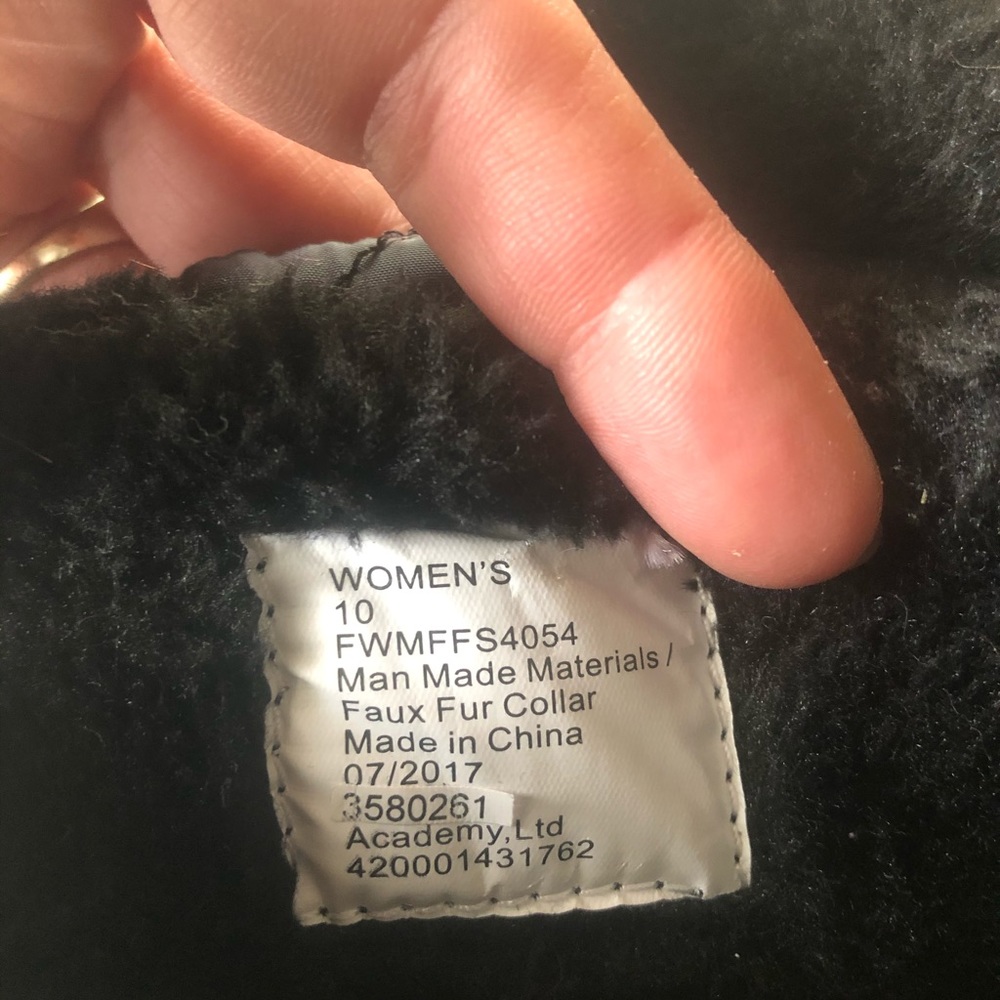 WOMEN'S
10
FWMFFS4054
Man Made Materials /
Faux Fur Collar
Made in China
07/2017
3580261
Academy,Ltd
420001431762